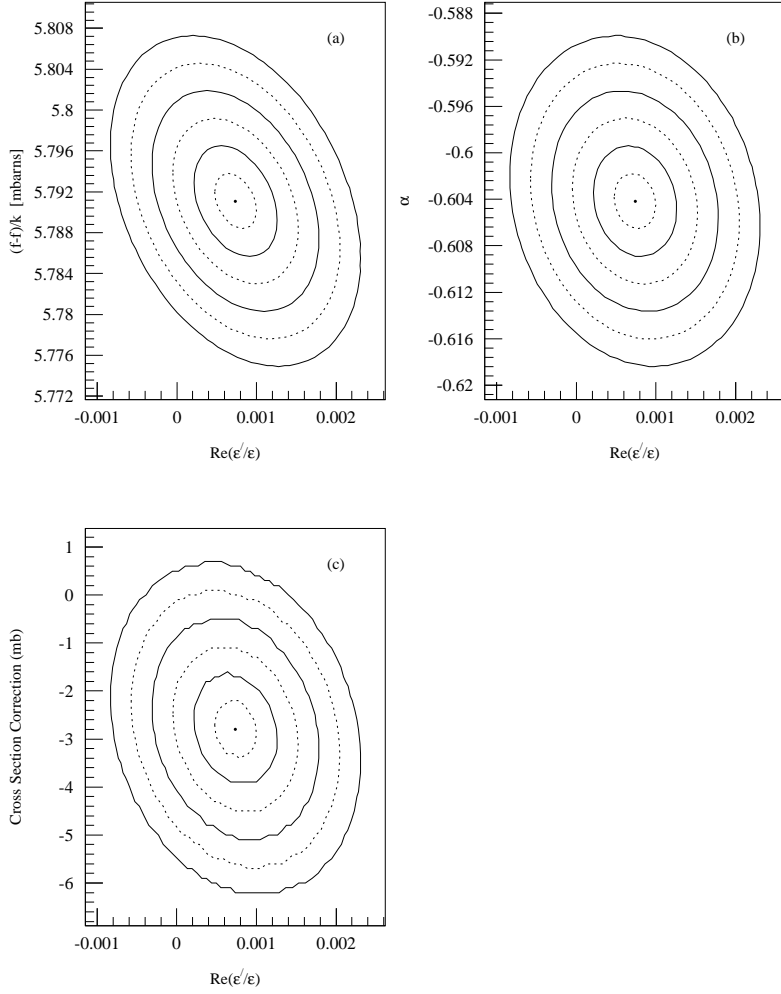 (a)
5.808
5.804
5.8
5.796
5.792
5.788
5.784
5.78
5.776
5.772
(f-f)/k [mbarns]
-0.001 0 0.001 0.002
Re(ε′/ε)
(b)
-0.588
-0.592
-0.596
-0.6
-0.604
-0.608
-0.612
-0.616
-0.62
α
-0.001 0 0.001 0.002
Re(ε′/ε)
(c)
1
0
-1
-2
-3
-4
-5
-6
Cross Section Correction (mb)
-0.001 0 0.001 0.002
Re(ε′/ε)